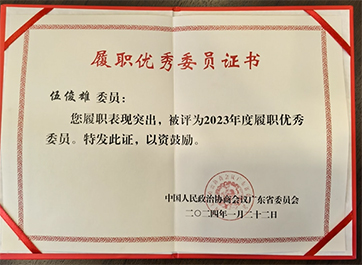 履职优秀委员证书
伍俊雄 委员：
您履职表现突出，被评为2023年度履职优秀
委员。特发此证，以资鼓励。
中国人民政治协商会议广东省委员会
二〇二四年一月二十二日